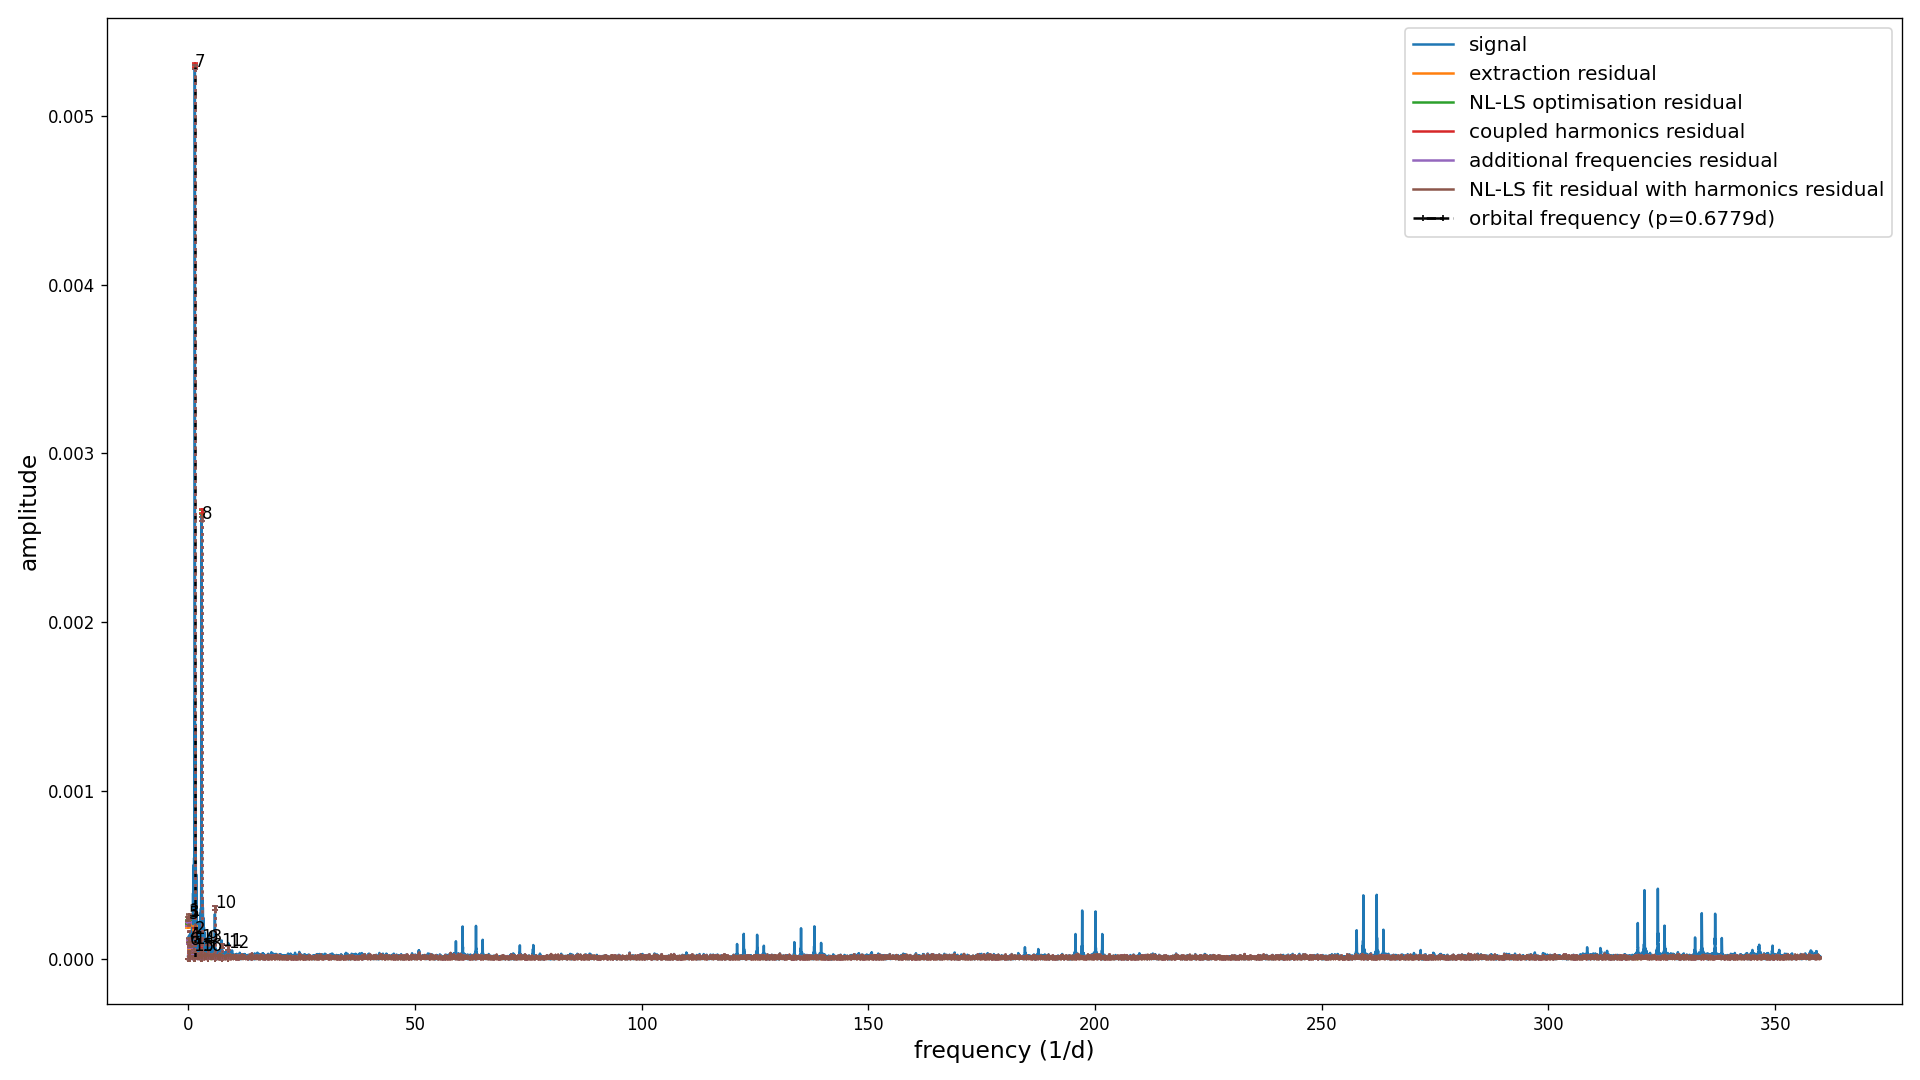 signal
extraction residual
NL-LS optimisation residual
coupled harmonics residual
additional frequencies residual
NL-LS fit residual with harmonics residual
orbital frequency (p=0.6779d)
amplitude
0.005
0.004
0.003
0.002
0.001
0.000
7
8
10
12
0
50
100
150
200
250
300
350
frequency (1/d)